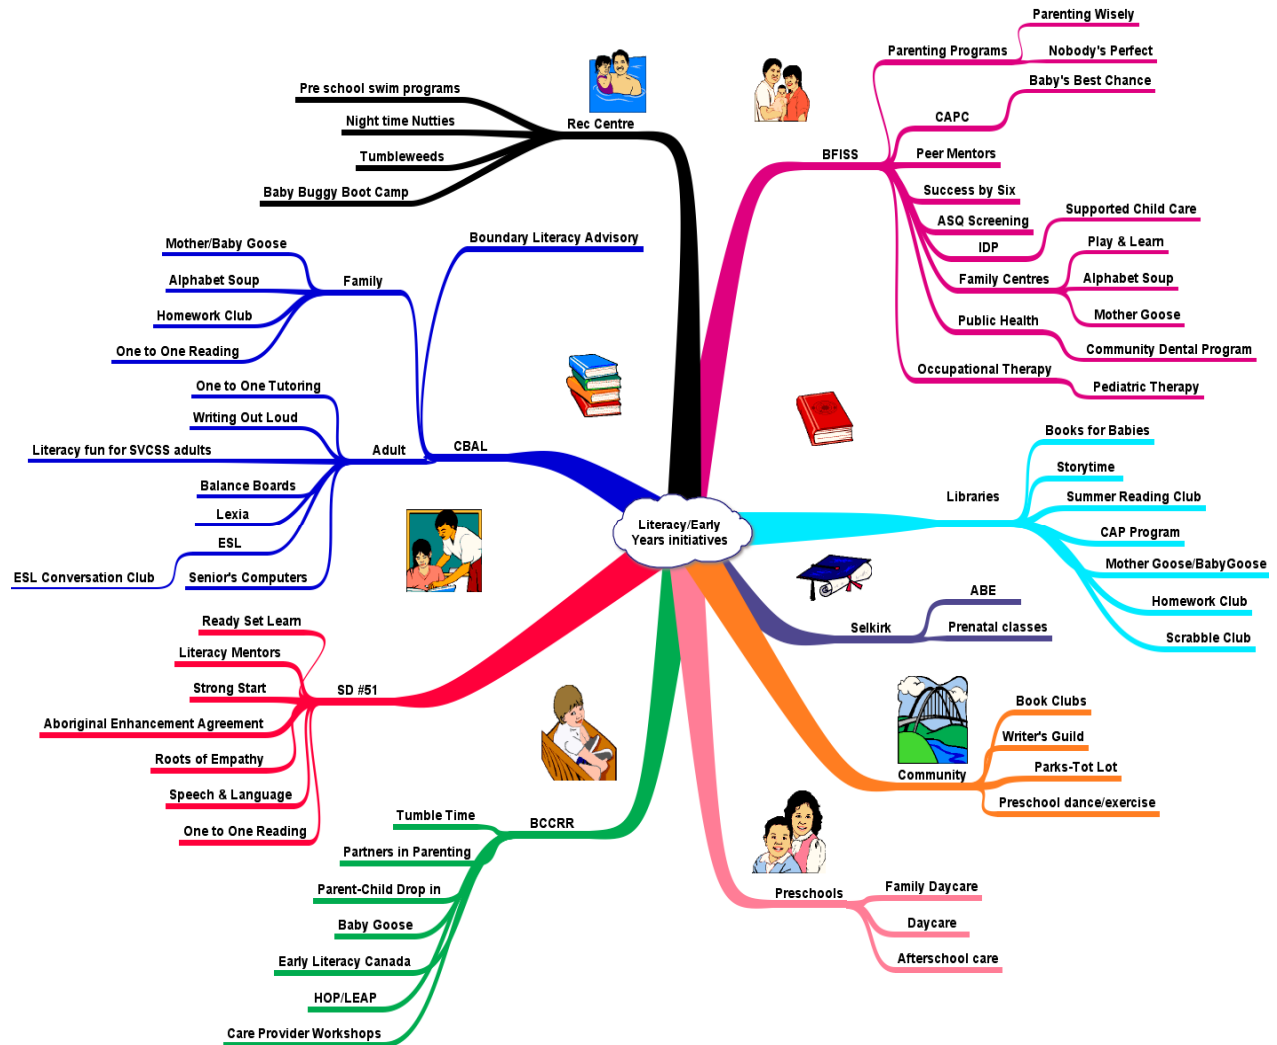 Literacy/Early
Years initiatives
Rec Centre
Pre school swim programs
Night time Nutties
Tumbleweeds
Baby Buggy Boot Camp
CBAL
Boundary Literacy Advisory
Family
Mother/Baby Goose
Alphabet Soup
Homework Club
One to One Reading
Adult
One to One Tutoring
Writing Out Loud
Literacy fun for SVCSS adults
Balance Boards
Lexia
ESL
ESL Conversation Club
Senior's Computers
SD #51
Ready Set Learn
Literacy Mentors
Strong Start
Aboriginal Enhancement Agreement
Roots of Empathy
Speech & Language
One to One Reading
BCCRR
Tumble Time
Partners in Parenting
Parent-Child Drop in
Baby Goose
Early Literacy Canada
HOP/LEAP
Care Provider Workshops
BFISS
Parenting Programs
Parenting Wisely
Nobody's Perfect
CAPC
Baby's Best Chance
Peer Mentors
Success by Six
ASQ Screening
IDP
Supported Child Care
Family Centres
Play & Learn
Alphabet Soup
Mother Goose
Public Health
Community Dental Program
Occupational Therapy
Pediatric Therapy
Libraries
Books for Babies
Storytime
Summer Reading Club
CAP Program
Mother Goose/BabyGoose
Homework Club
Scrabble Club
Selkirk
ABE
Prenatal classes
Community
Book Clubs
Writer's Guild
Parks-Tot Lot
Preschool dance/exercise
Preschools
Family Daycare
Daycare
Afterschool care